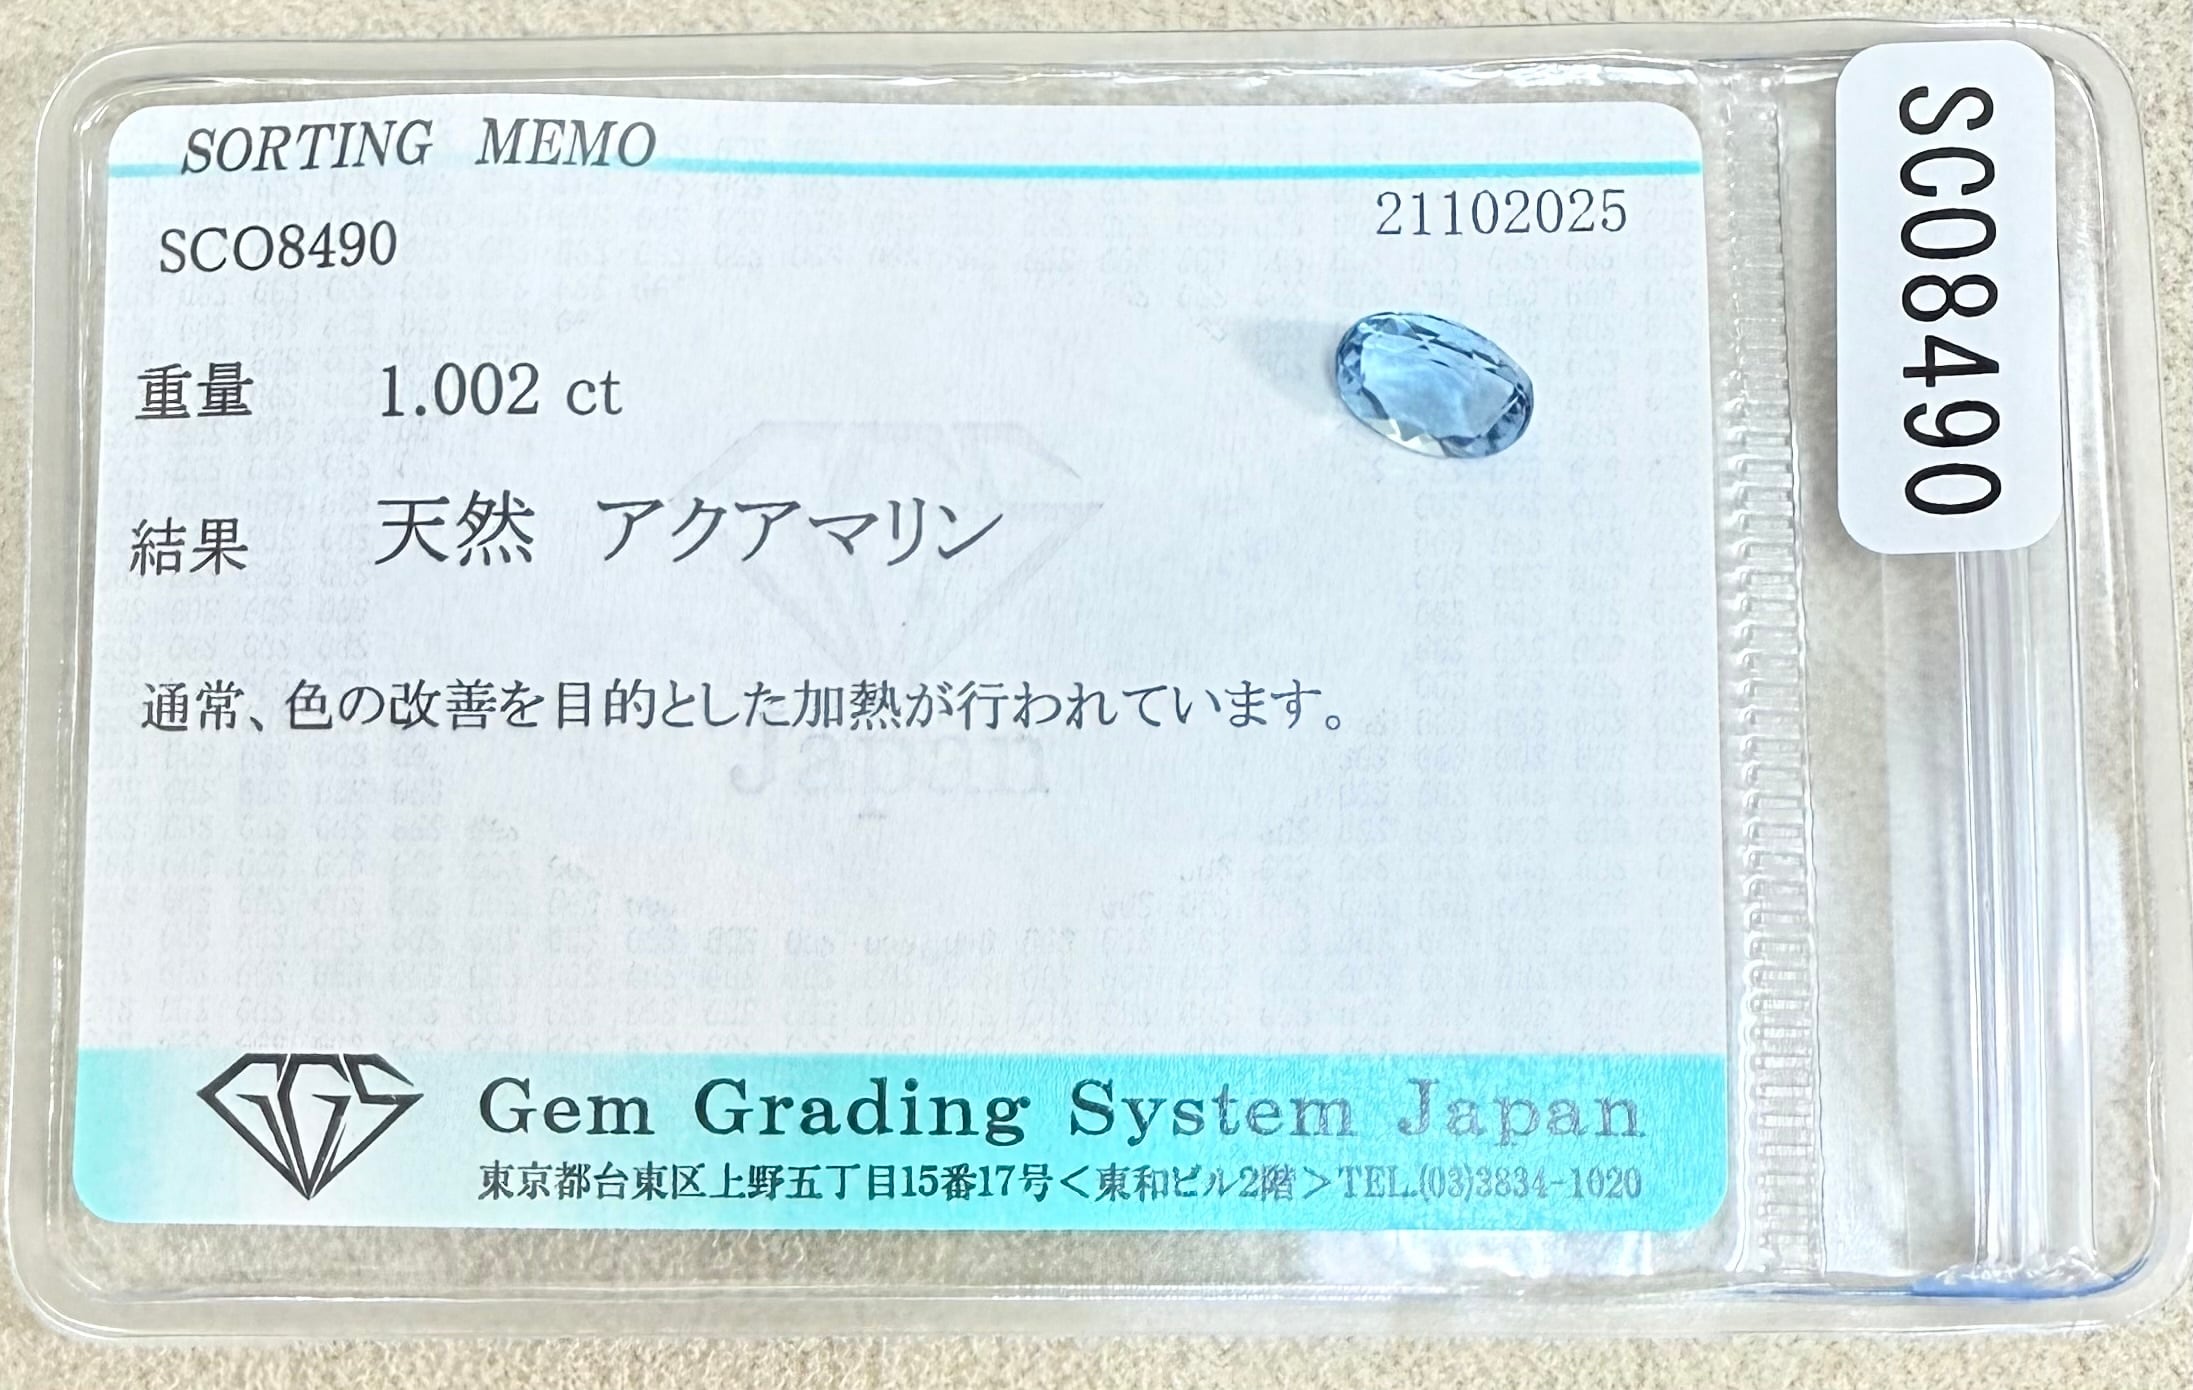 SORTING MEMO
SCO8490
21102025
重量 1.002 ct
結果 天然 アクアマリン
通常、色の改善を目的とした加熱が行われています。
Japan
GGS
Gem Grading System Japan
東京都台東区上野五丁目15番17号<東和ビル2階>TEL.(03)3834-1020
SC08490